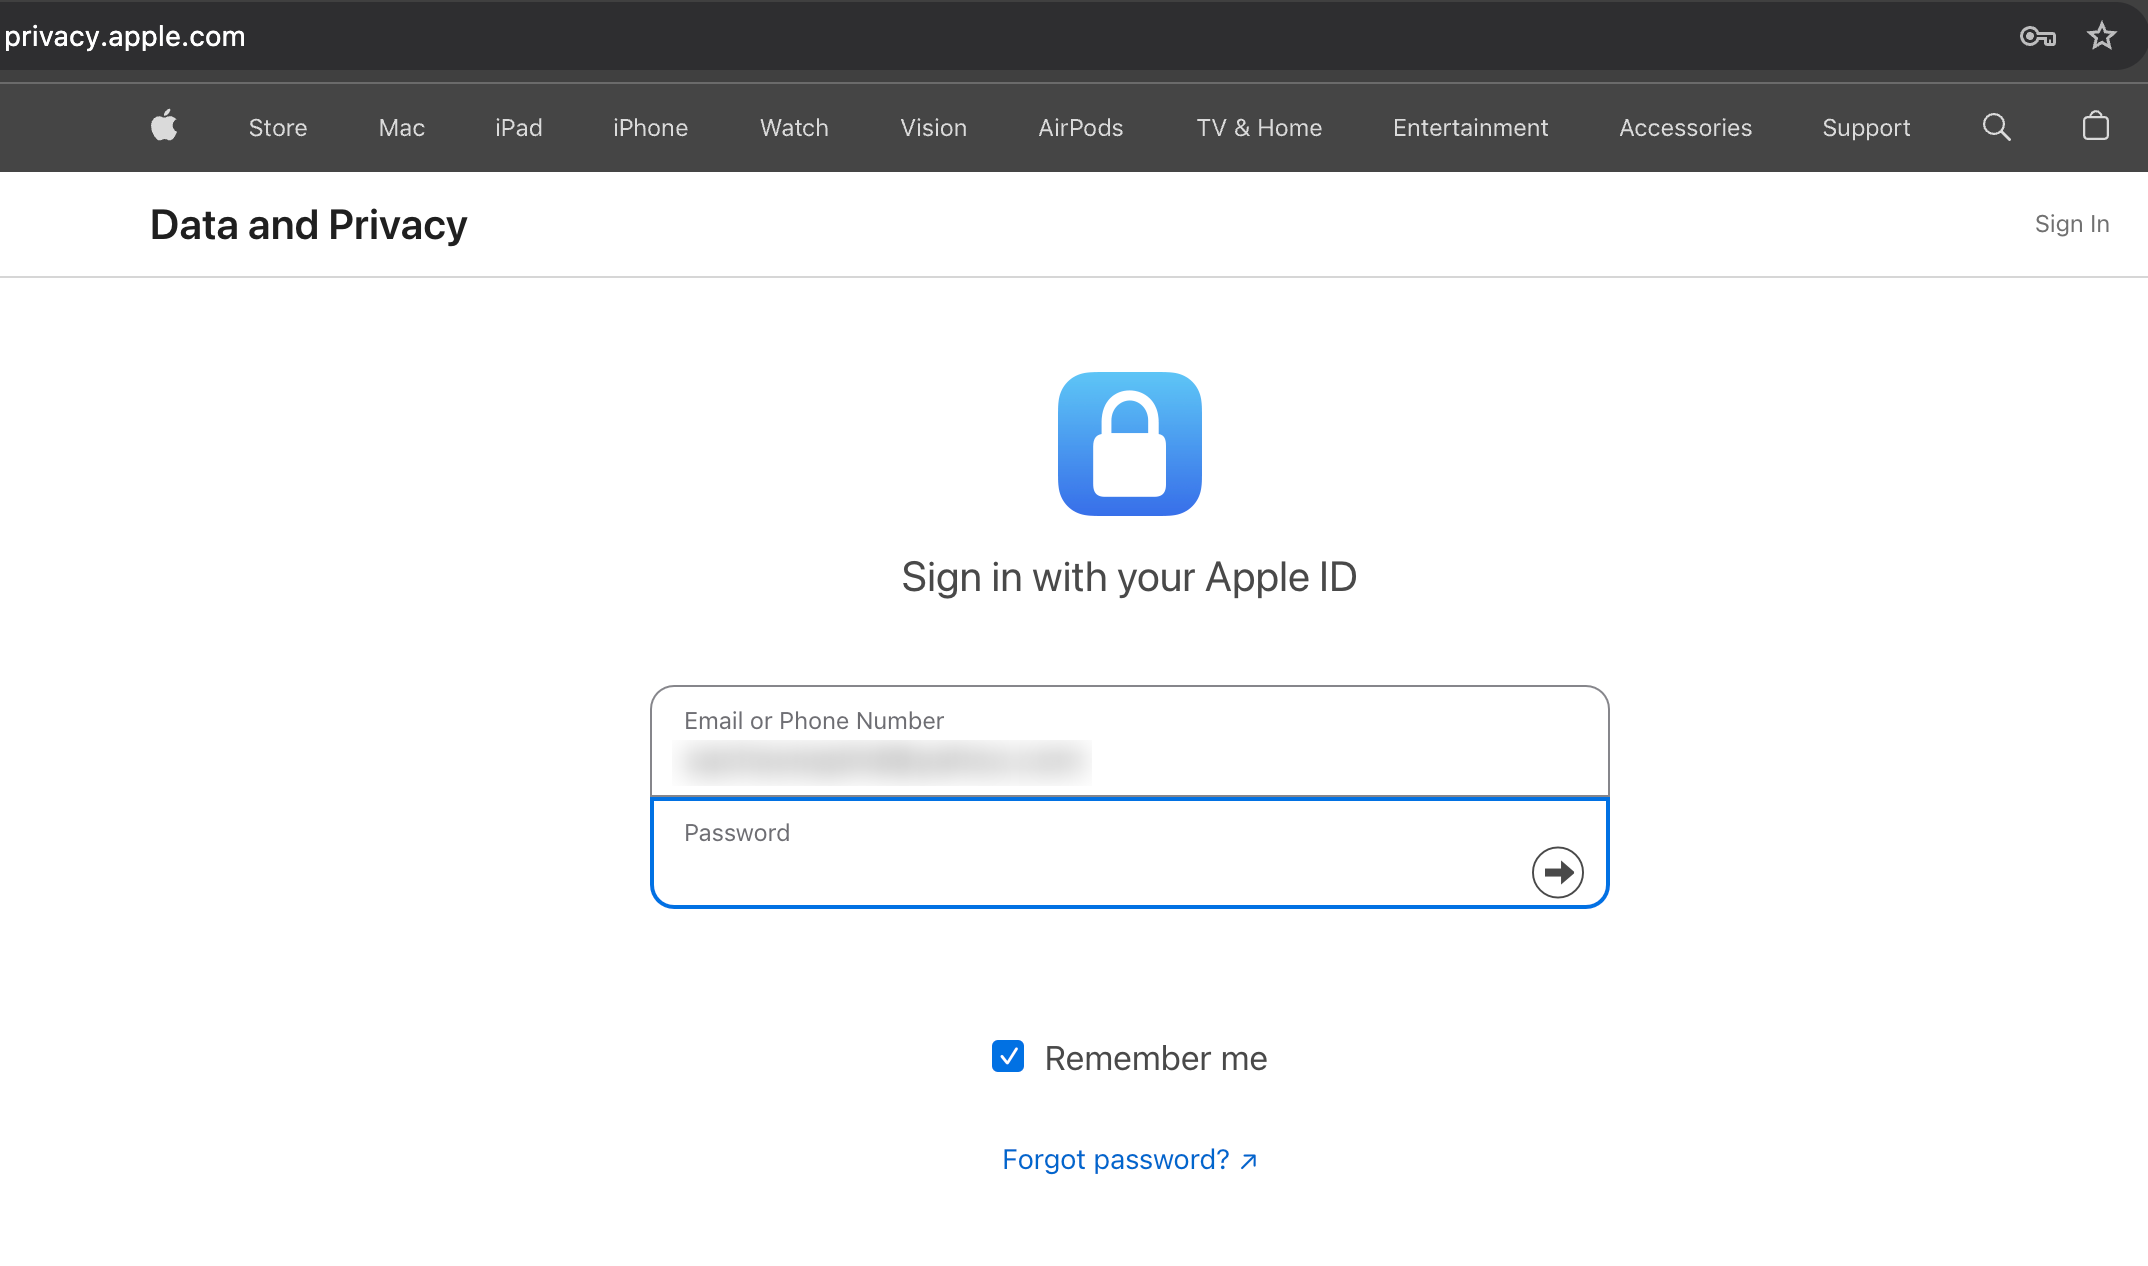 privacy.apple.com
Store Mac iPad iPhone Watch Vision AirPods TV & Home Entertainment Accessories Support
Data and Privacy
Sign In
Sign in with your Apple ID
Email or Phone Number
Password
Remember me
Forgot password? ↗